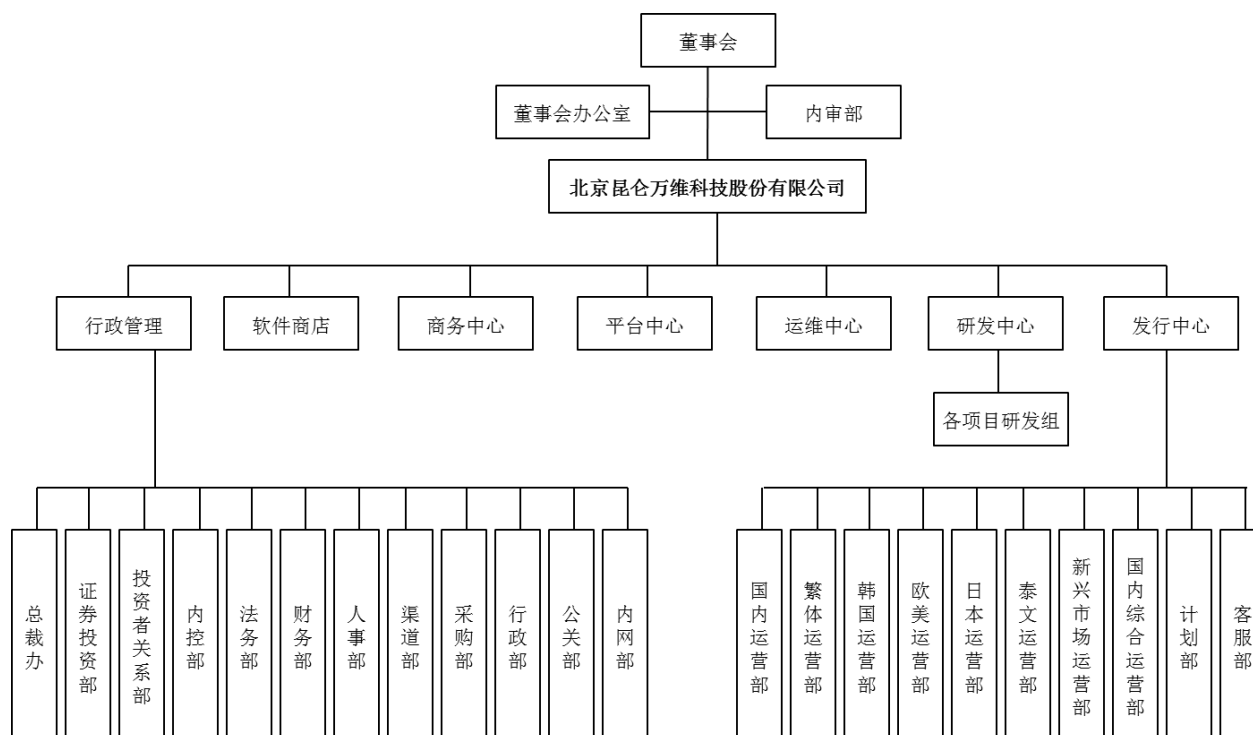 董事会
董事会办公室
内审部
北京昆仑万维科技股份有限公司
行政管理
软件商店
商务中心
平台中心
运维中心
研发中心
发行中心
各项目研发组
总裁办
证券投资部
投资者关系部
内控部
法务部
财务部
人事部
渠道部
采购部
行政部
公关部
内网部
国内运营部
繁体运营部
韩国运营部
欧美运营部
日本运营部
泰文运营部
新兴市场运营部
国内综合运营部
计划部
客服部